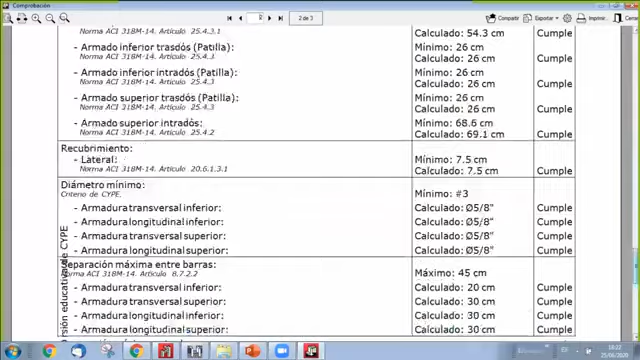 Comprobación
2 de 3
Compartir
Exportar
Imprimir
Cerrar
Norma ACI 318M-14. Artículo 25.4.3.1
Calculado: 54.3 cm
Cumple
- Armado inferior trasdós (Patilla):
Mínimo: 26 cm
Norma ACI 318M-14. Artículo 25.4.3
Calculado: 26 cm
Cumple
- Armado inferior intradós (Patilla):
Mínimo: 26 cm
Norma ACI 318M-14. Artículo 25.4.3
Calculado: 26 cm
Cumple
- Armado superior trasdós (Patilla):
Mínimo: 26 cm
Norma ACI 318M-14. Artículo 25.4.3
Calculado: 26 cm
Cumple
- Armado superior intradós:
Mínimo: 68.6 cm
Norma ACI 318M-14. Artículo 25.4.2
Calculado: 69.1 cm
Cumple
Recubrimiento:
- Lateral:
Mínimo: 7.5 cm
Norma ACI 318M-14. Artículo 20.6.1.3.1
Calculado: 7.5 cm
Cumple
Diámetro mínimo:
Criterio de CYPE.
Mínimo: #3
- Armadura transversal inferior:
Calculado: Ø5/8"
Cumple
- Armadura longitudinal inferior:
Calculado: Ø5/8"
Cumple
- Armadura transversal superior:
Calculado: Ø5/8"
Cumple
- Armadura longitudinal superior:
Calculado: Ø5/8"
Cumple
Separación máxima entre barras:
Norma ACI 318M-14. Artículo 8.7.2.2
Máximo: 45 cm
- Armadura transversal inferior:
Calculado: 20 cm
Cumple
- Armadura transversal superior:
Calculado: 30 cm
Cumple
- Armadura longitudinal inferior:
Calculado: 30 cm
Cumple
- Armadura longitudinal superior:
Calculado: 30 cm
Cumple
ersión educativa de CYPE
ES
18:22
25/06/2020